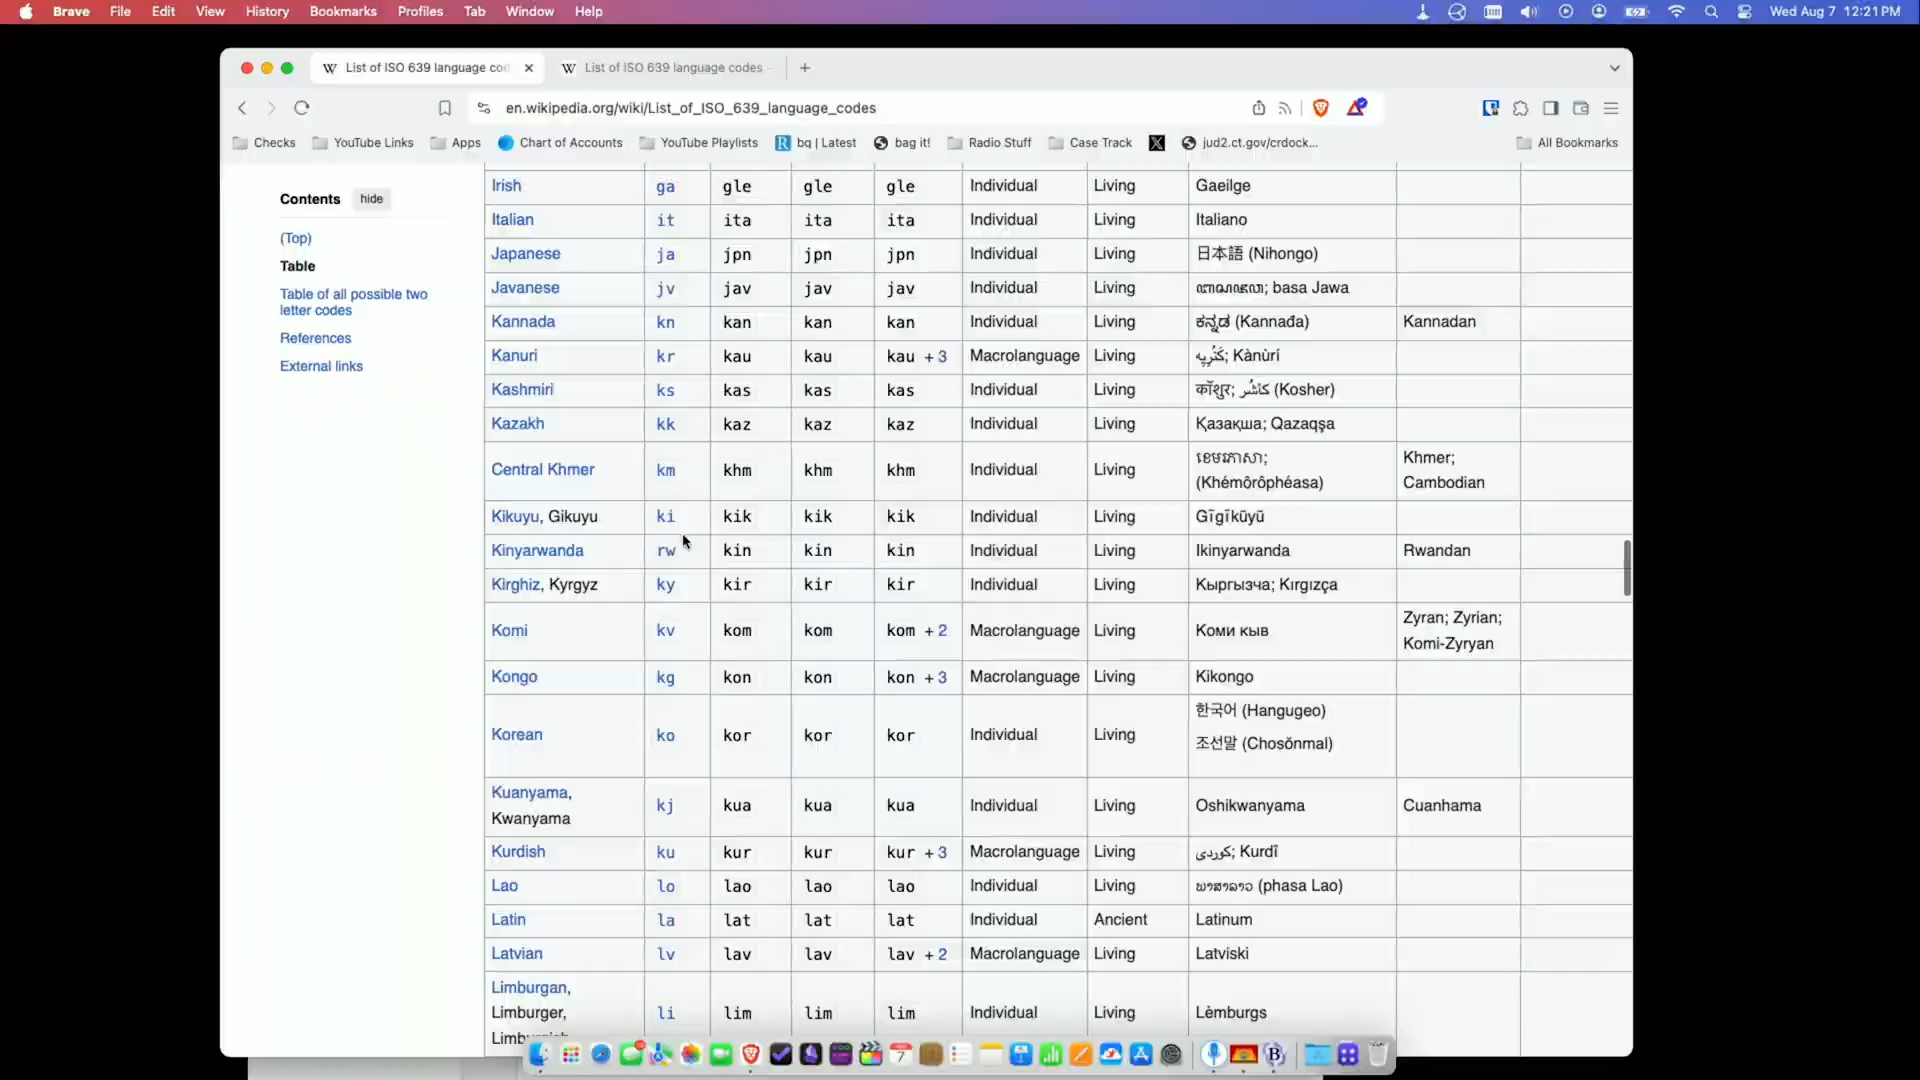 Brave File Edit View History Bookmarks Profiles Tab Window Help Wed Aug 7 12:21 PM
List of ISO 639 language co List of ISO 639 language codes
en.wikipedia.org/wiki/List_of_ISO_639_language_codes
Checks YouTube Links Apps Chart of Accounts YouTube Playlists bq | Latest bag it! Radio Stuff Case Track jud2.ct.gov/crdock... All Bookmarks
Contents hide
(Top)
Table
Table of all possible two
letter codes
References
External links
Irish ga gle gle gle Individual Living Gaeilge
Italian it ita ita ita Individual Living Italiano
Japanese ja jpn jpn jpn Individual Living 日本語 (Nihongo)
Javanese jv jav jav jav Individual Living basa Jawa
Kannada kn kan kan kan Individual Living ಕನ್ನಡ (Kannađa) Kannadan
Kanuri kr kau kau kau + 3 Macrolanguage Living Kànùrí
Kashmiri ks kas kas kas Individual Living कॉशुर; كأشُر (Kosher)
Kazakh kk kaz kaz kaz Individual Living Қазақша; Qazaqşa
Central Khmer km khm khm khm Individual Living ខេមរភាសា; (Khémôrôphéasa) Khmer; Cambodian
Kikuyu, Gikuyu ki kik kik kik Individual Living Gĩgĩkũyũ
Kinyarwanda rw kin kin kin Individual Living Ikinyarwanda Rwandan
Kirghiz, Kyrgyz ky kir kir kir Individual Living Кыргызча; Kırgızça
Komi kv kom kom kom + 2 Macrolanguage Living Коми кыв Zyran; Zyrian; Komi-Zyryan
Kongo kg kon kon kon + 3 Macrolanguage Living Kikongo
Korean ko kor kor kor Individual Living 한국어 (Hangugeo) 조선말 (Chosŏnmal)
Kuanyama, Kwanyama kj kua kua kua Individual Living Oshikwanyama Cuanhama
Kurdish ku kur kur kur + 3 Macrolanguage Living کوردی; Kurdî
Lao lo lao lao lao Individual Living ພາສາລາວ (phasa Lao)
Latin la lat lat lat Individual Ancient Latinum
Latvian lv lav lav lav + 2 Macrolanguage Living Latviski
Limburgan, Limburger, li lim lim lim Individual Living Lèmburgs